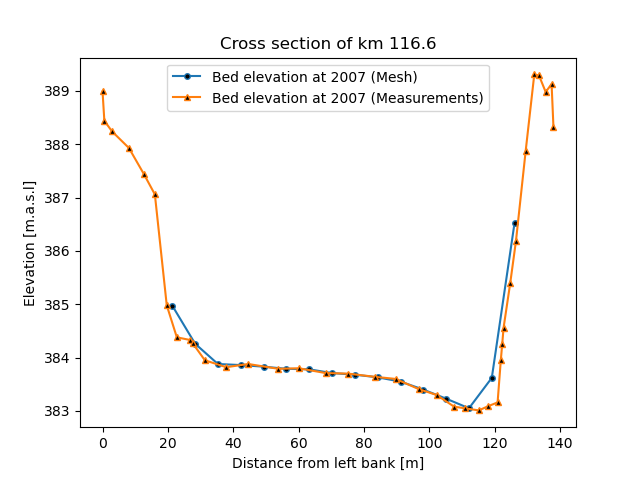 Cross section of km 116.6
Bed elevation at 2007 (Mesh)
Bed elevation at 2007 (Measurements)
389
388
387
386
385
384
383
Elevation [m.a.s.l]
0 20 40 60 80 100 120 140
Distance from left bank [m]